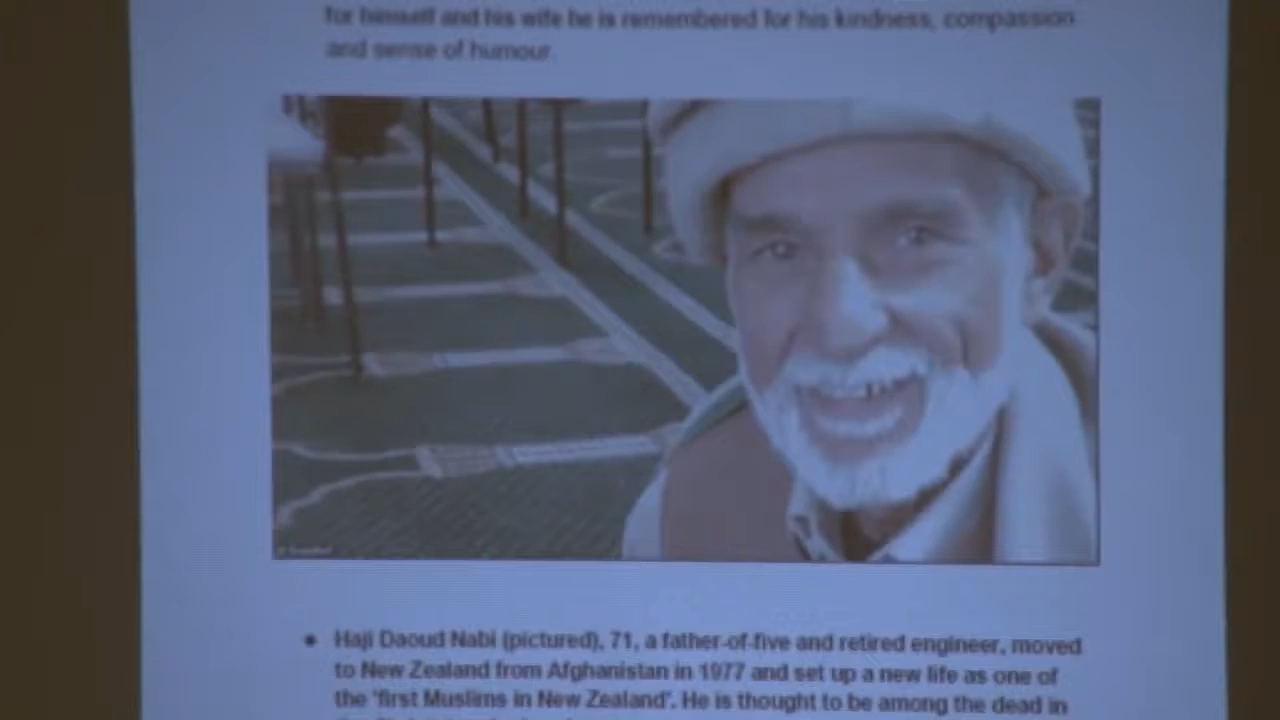 for himself and his wife he is remembered for his kindness, compassion
and sense of humour.
• Haji Daoud Nabi (pictured), 71, a father-of-five and retired engineer, moved
to New Zealand from Afghanistan in 1977 and set up a new life as one of
the 'first Muslims in New Zealand'. He is thought to be among the dead in